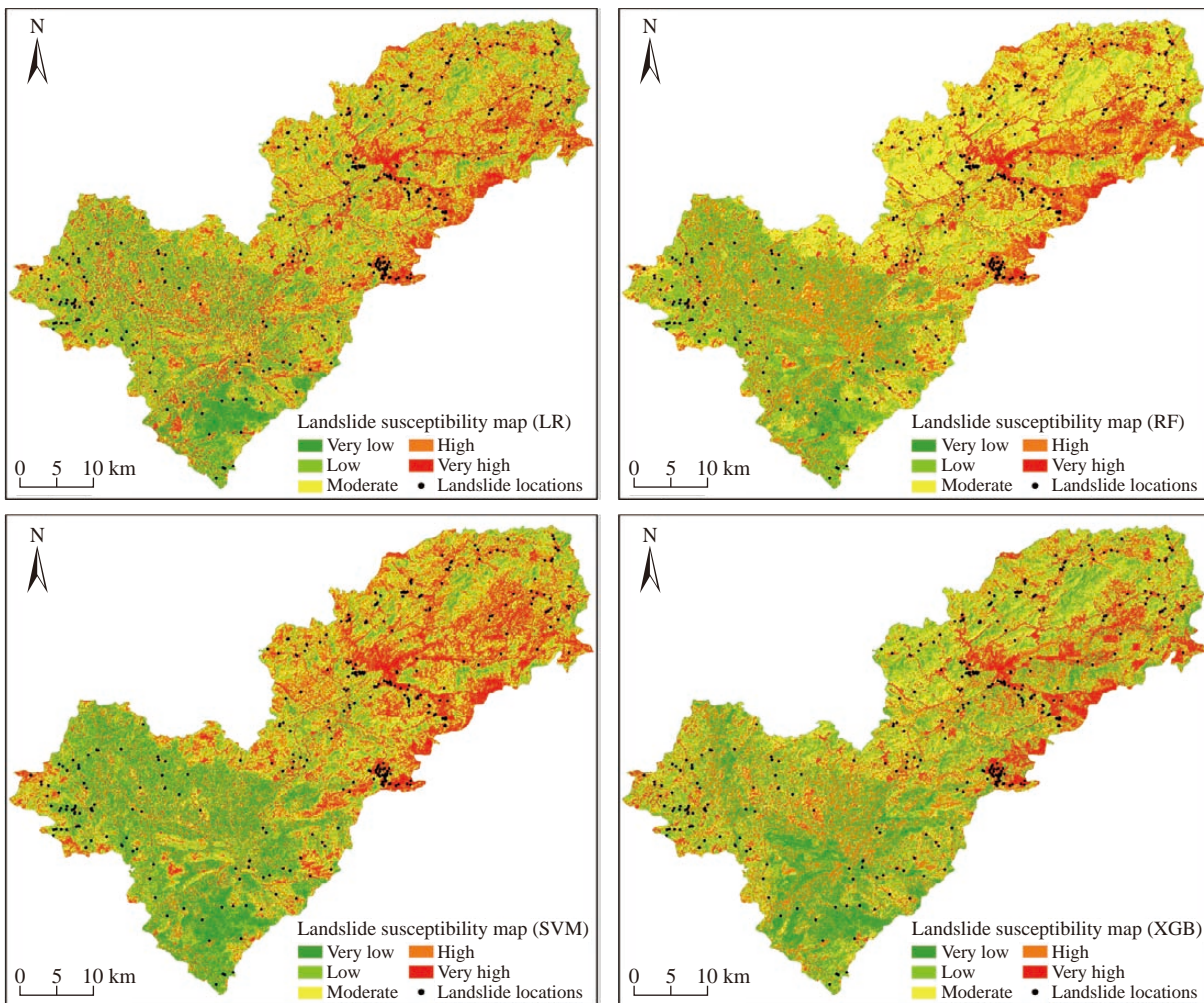 N
Landslide susceptibility map (LR)
Very low
High
Low
Very high
Moderate
Landslide locations
0 5 10 km
N
Landslide susceptibility map (RF)
Very low
High
Low
Very high
Moderate
Landslide locations
0 5 10 km
N
Landslide susceptibility map (SVM)
Very low
High
Low
Very high
Moderate
Landslide locations
0 5 10 km
N
Landslide susceptibility map (XGB)
Very low
High
Low
Very high
Moderate
Landslide locations
0 5 10 km